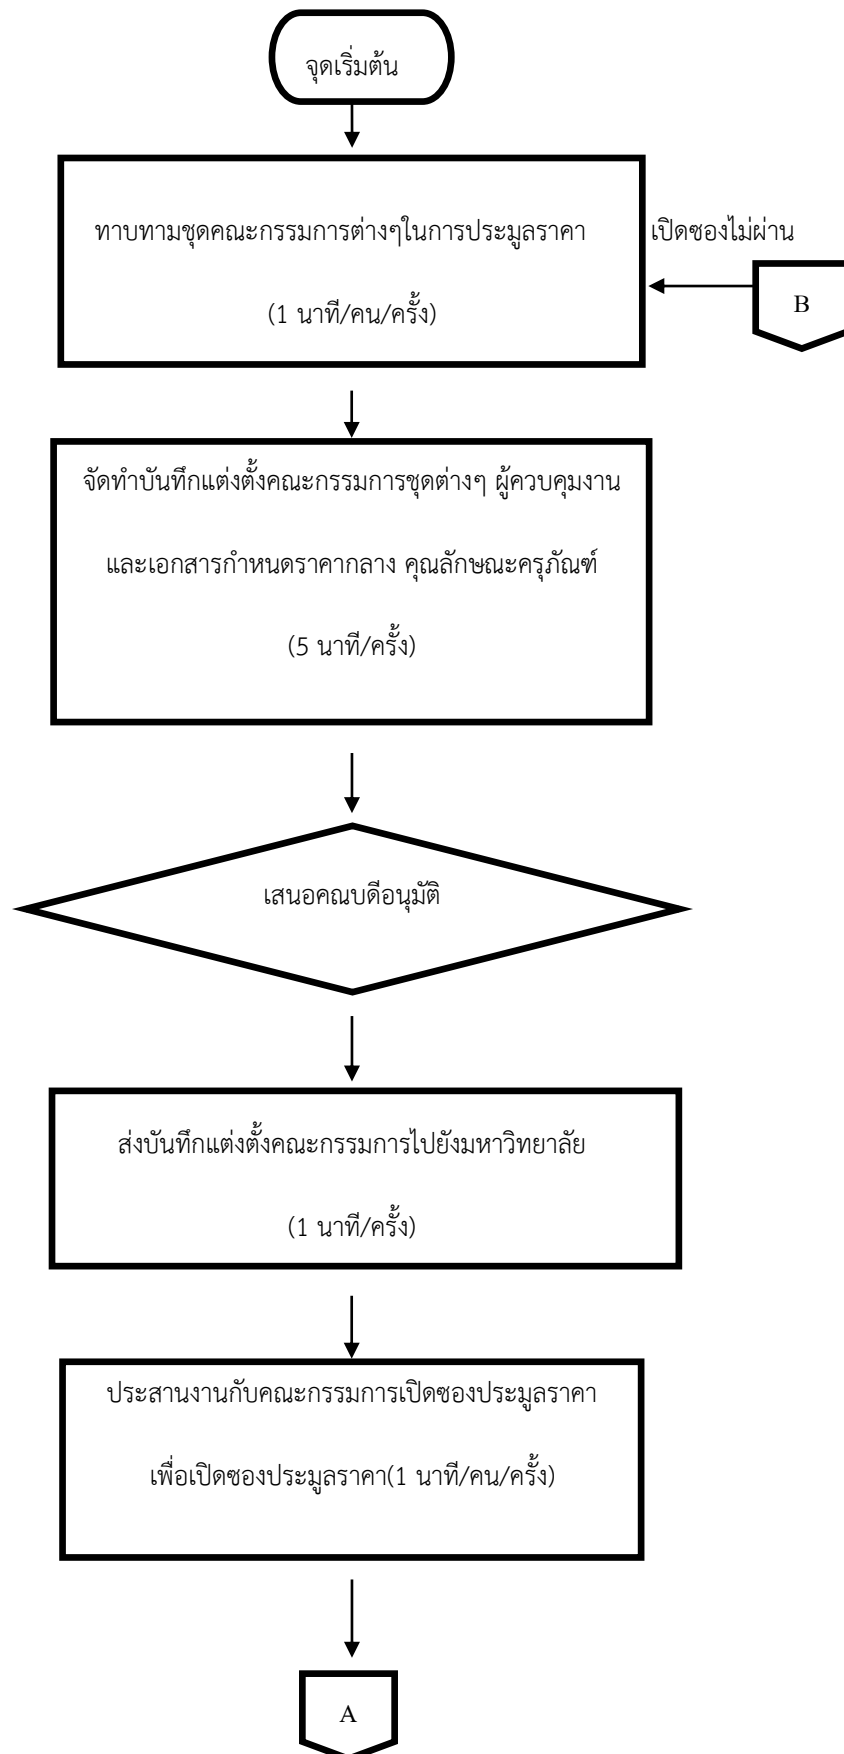 จุดเริ่มต้น
ทาบทามชุดคณะกรรมการต่างๆในการประมูลราคา
(1 นาที/คน/ครั้ง)
เปิดซองไม่ผ่าน
B
จัดทำบันทึกแต่งตั้งคณะกรรมการชุดต่างๆ ผู้ควบคุมงาน
และเอกสารกำหนดราคากลาง คุณลักษณะครุภัณฑ์
(5 นาที/ครั้ง)
เสนอคณบดีอนุมัติ
ส่งบันทึกแต่งตั้งคณะกรรมการไปยังมหาวิทยาลัย
(1 นาที/ครั้ง)
ประสานงานกับคณะกรรมการเปิดซองประมูลราคา
เพื่อเปิดซองประมูลราคา(1 นาที/คน/ครั้ง)
A